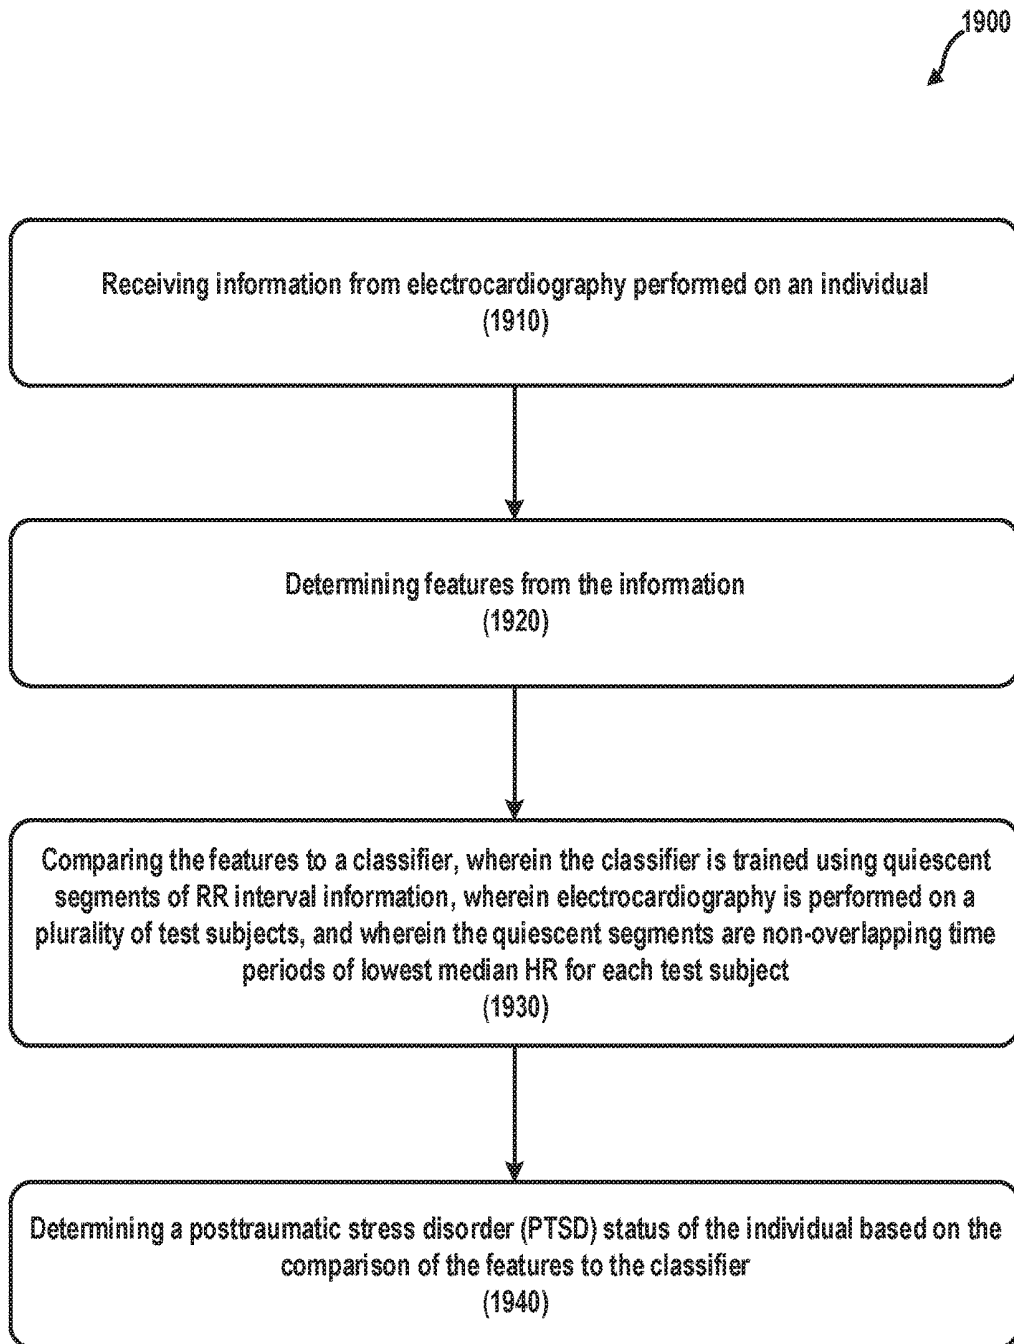 1900
Receiving information from electrocardiography performed on an individual
(1910)
Determining features from the information
(1920)
Comparing the features to a classifier, wherein the classifier is trained using quiescent
segments of RR interval information, wherein electrocardiography is performed on a
plurality of test subjects, and wherein the quiescent segments are non-overlapping time
periods of lowest median HR for each test subject
(1930)
Determining a posttraumatic stress disorder (PTSD) status of the individual based on the
comparison of the features to the classifier
(1940)